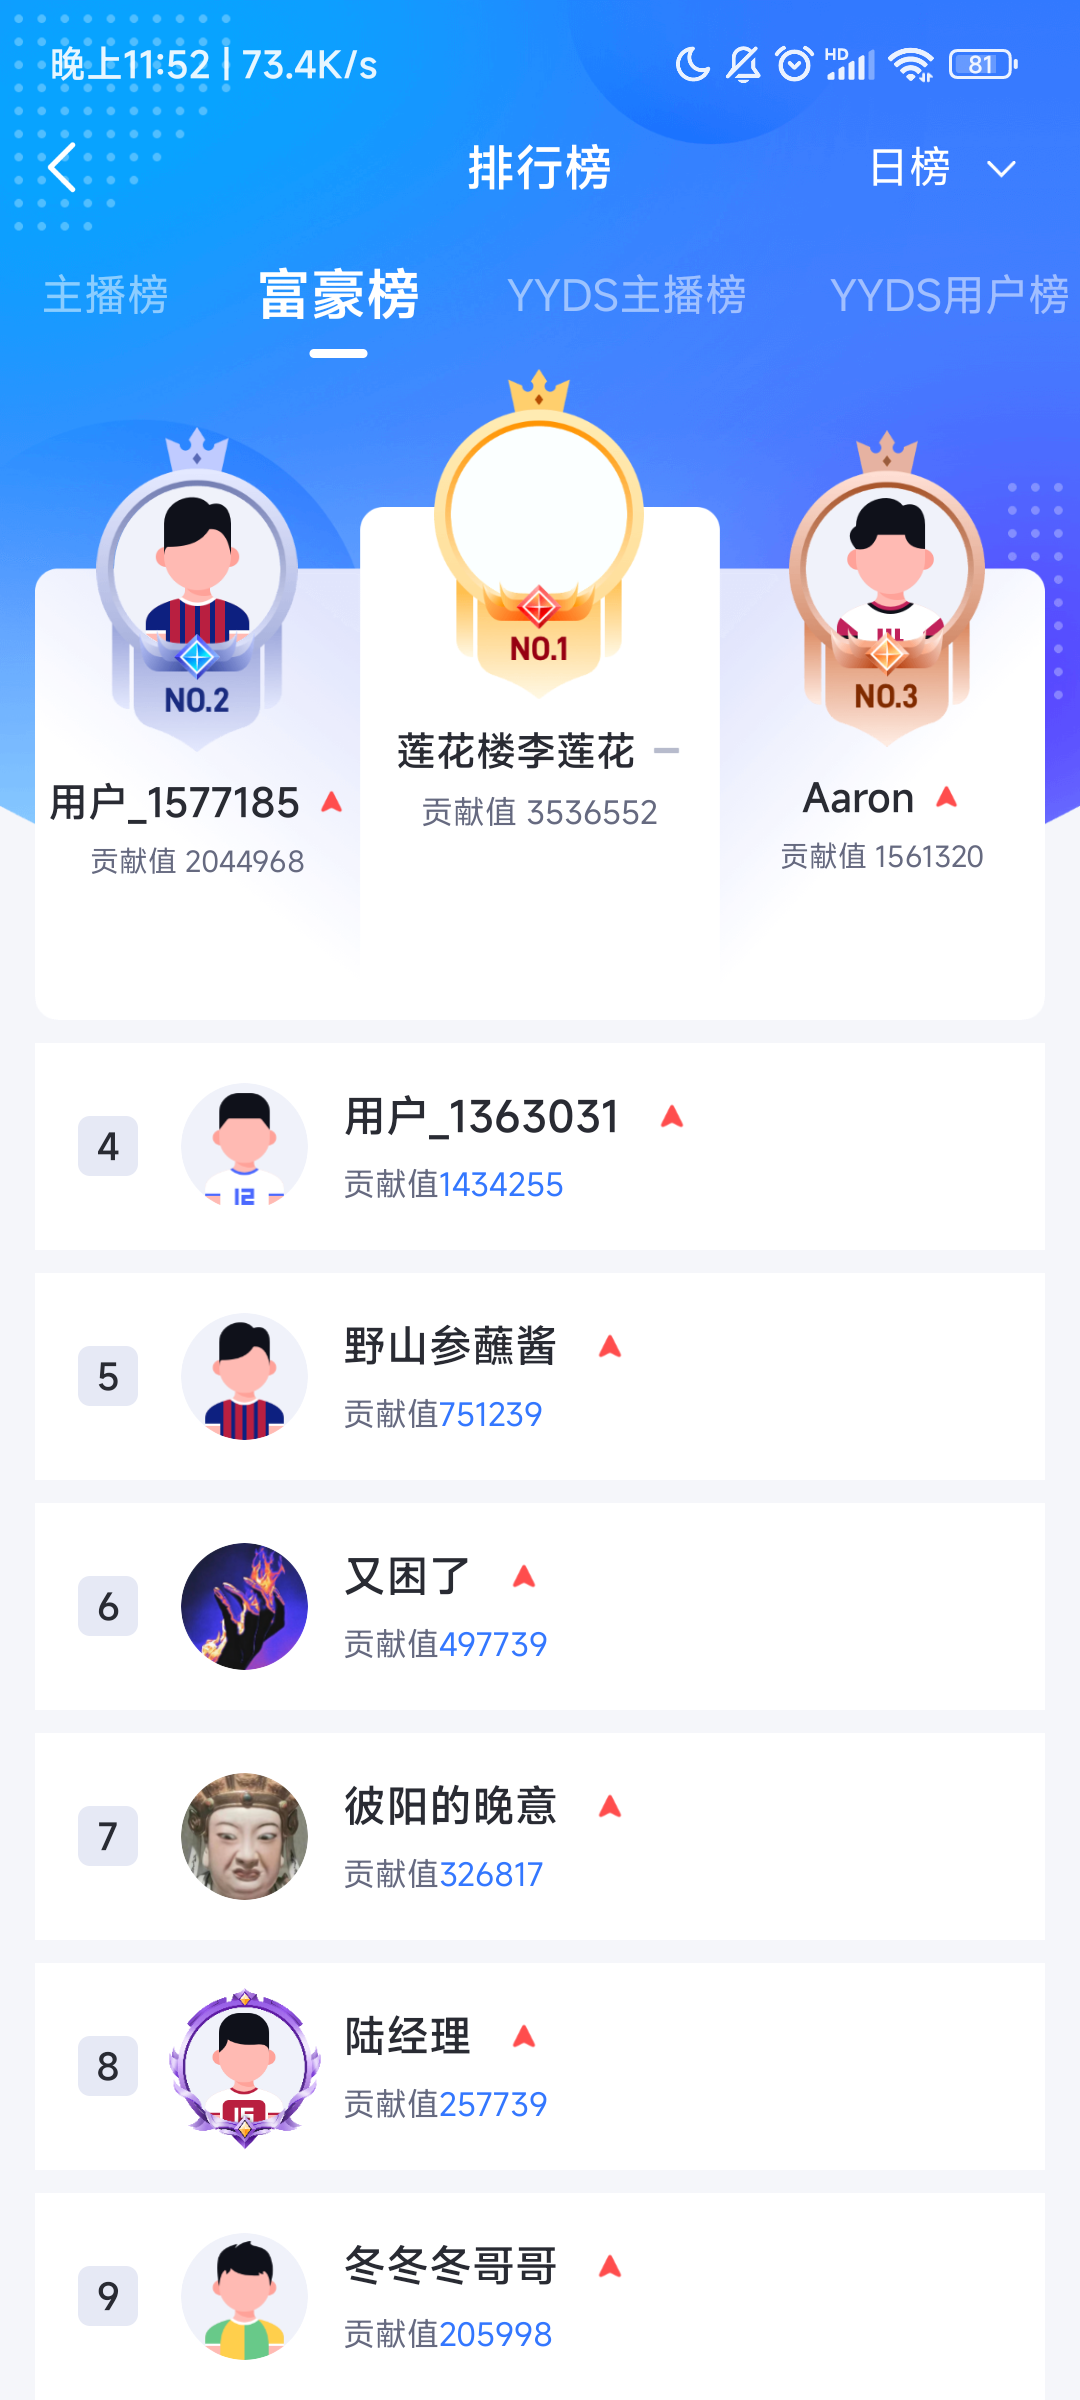 晚上11:52 | 73.4K/s
HD
81
排行榜
日榜
主播榜 富豪榜 YYDS主播榜 YYDS用户榜
NO.2
用户_1577185
贡献值 2044968
NO.1
莲花楼李莲花
贡献值 3536552
NO.3
Aaron
贡献值 1561320
4
12
用户_1363031
贡献值1434255
5
野山参蘸酱
贡献值751239
6
又困了
贡献值497739
7
彼阳的晚意
贡献值326817
8
15
陆经理
贡献值257739
9
冬冬冬哥哥
贡献值205998